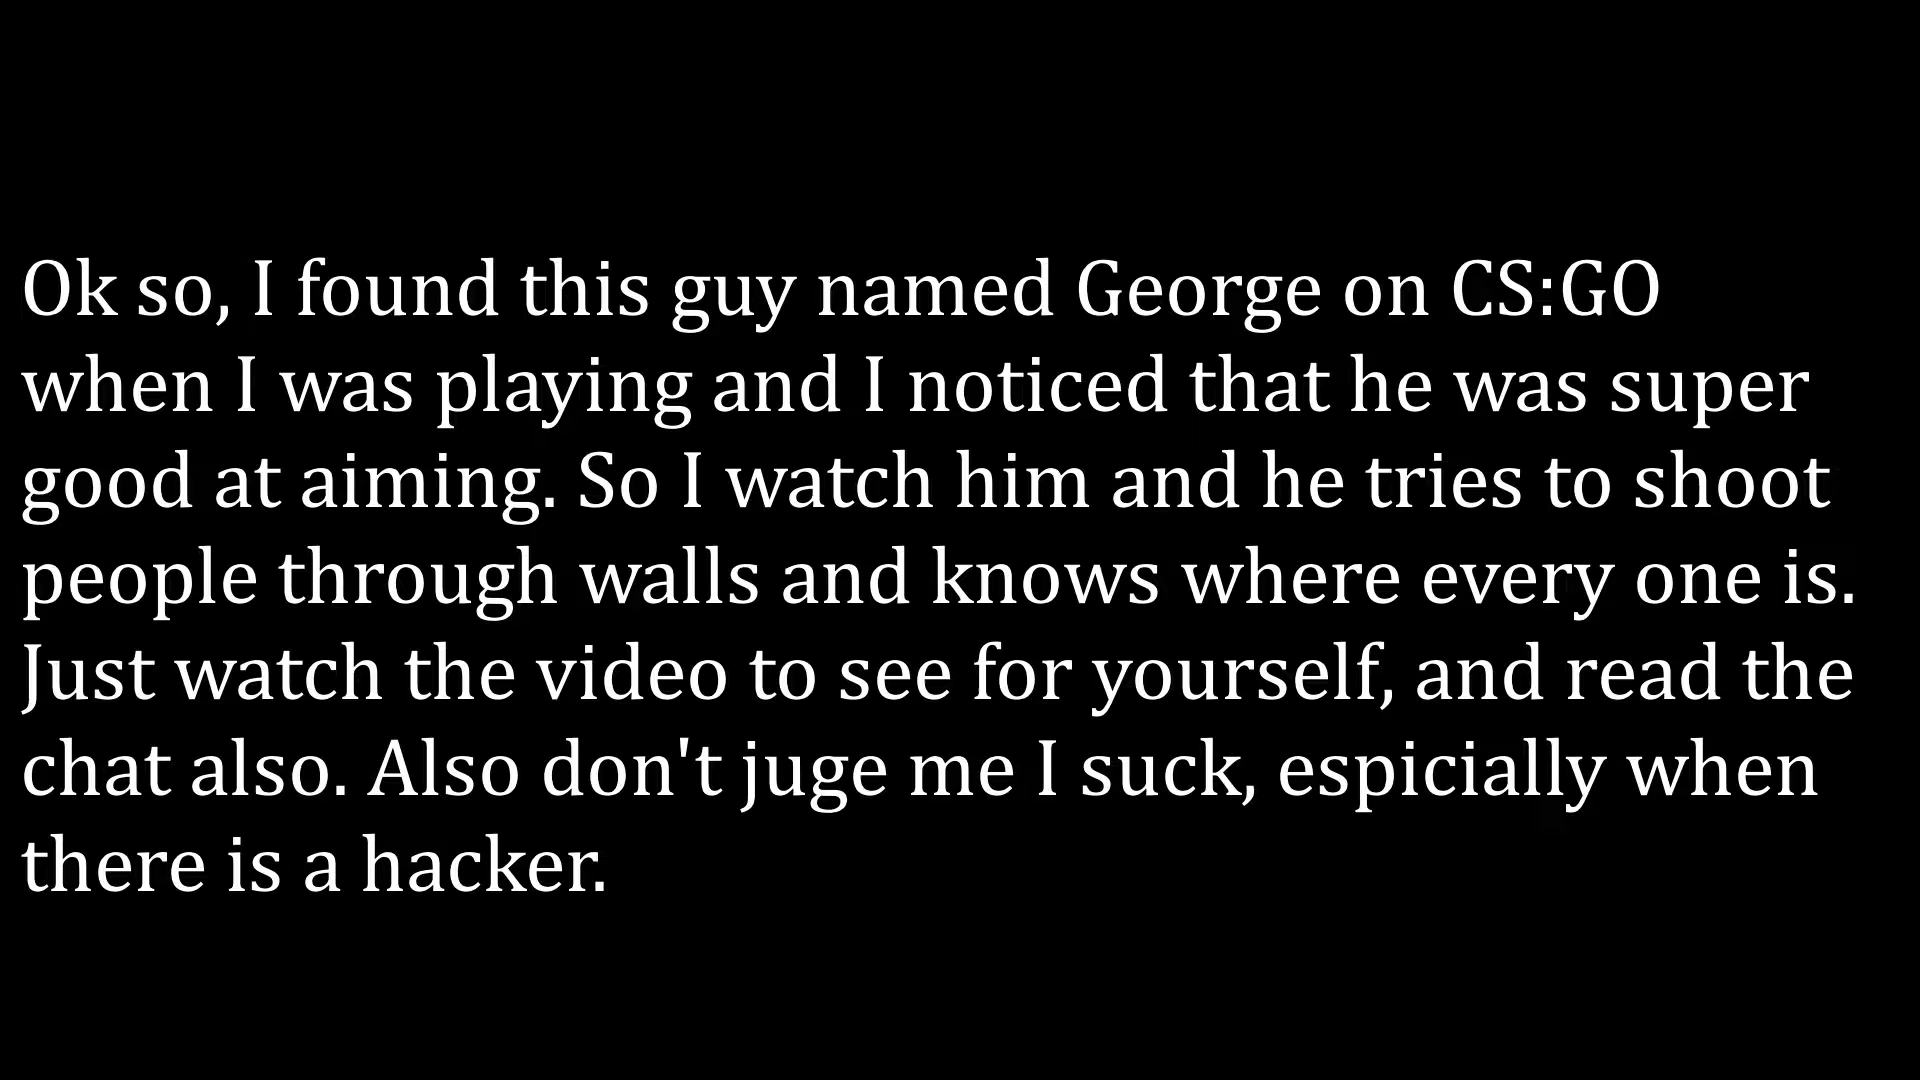 Ok so, I found this guy named George on CS:GO
when I was playing and I noticed that he was super
good at aiming. So I watch him and he tries to shoot
people through walls and knows where every one is.
Just watch the video to see for yourself, and read the
chat also. Also don't juge me I suck, espicially when
there is a hacker.